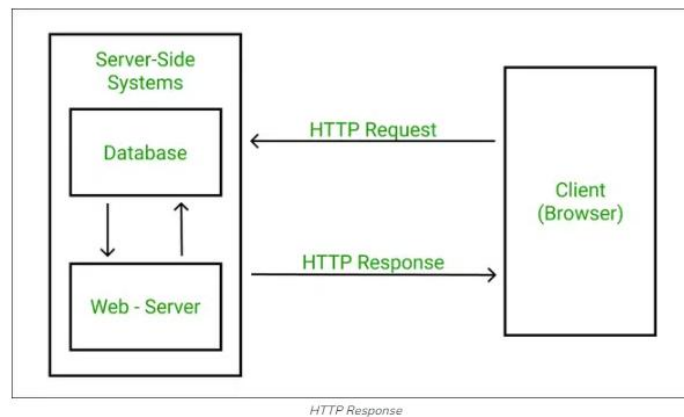 Server-Side
Systems
Database
Web - Server
HTTP Request
HTTP Response
Client
(Browser)
HTTP Response